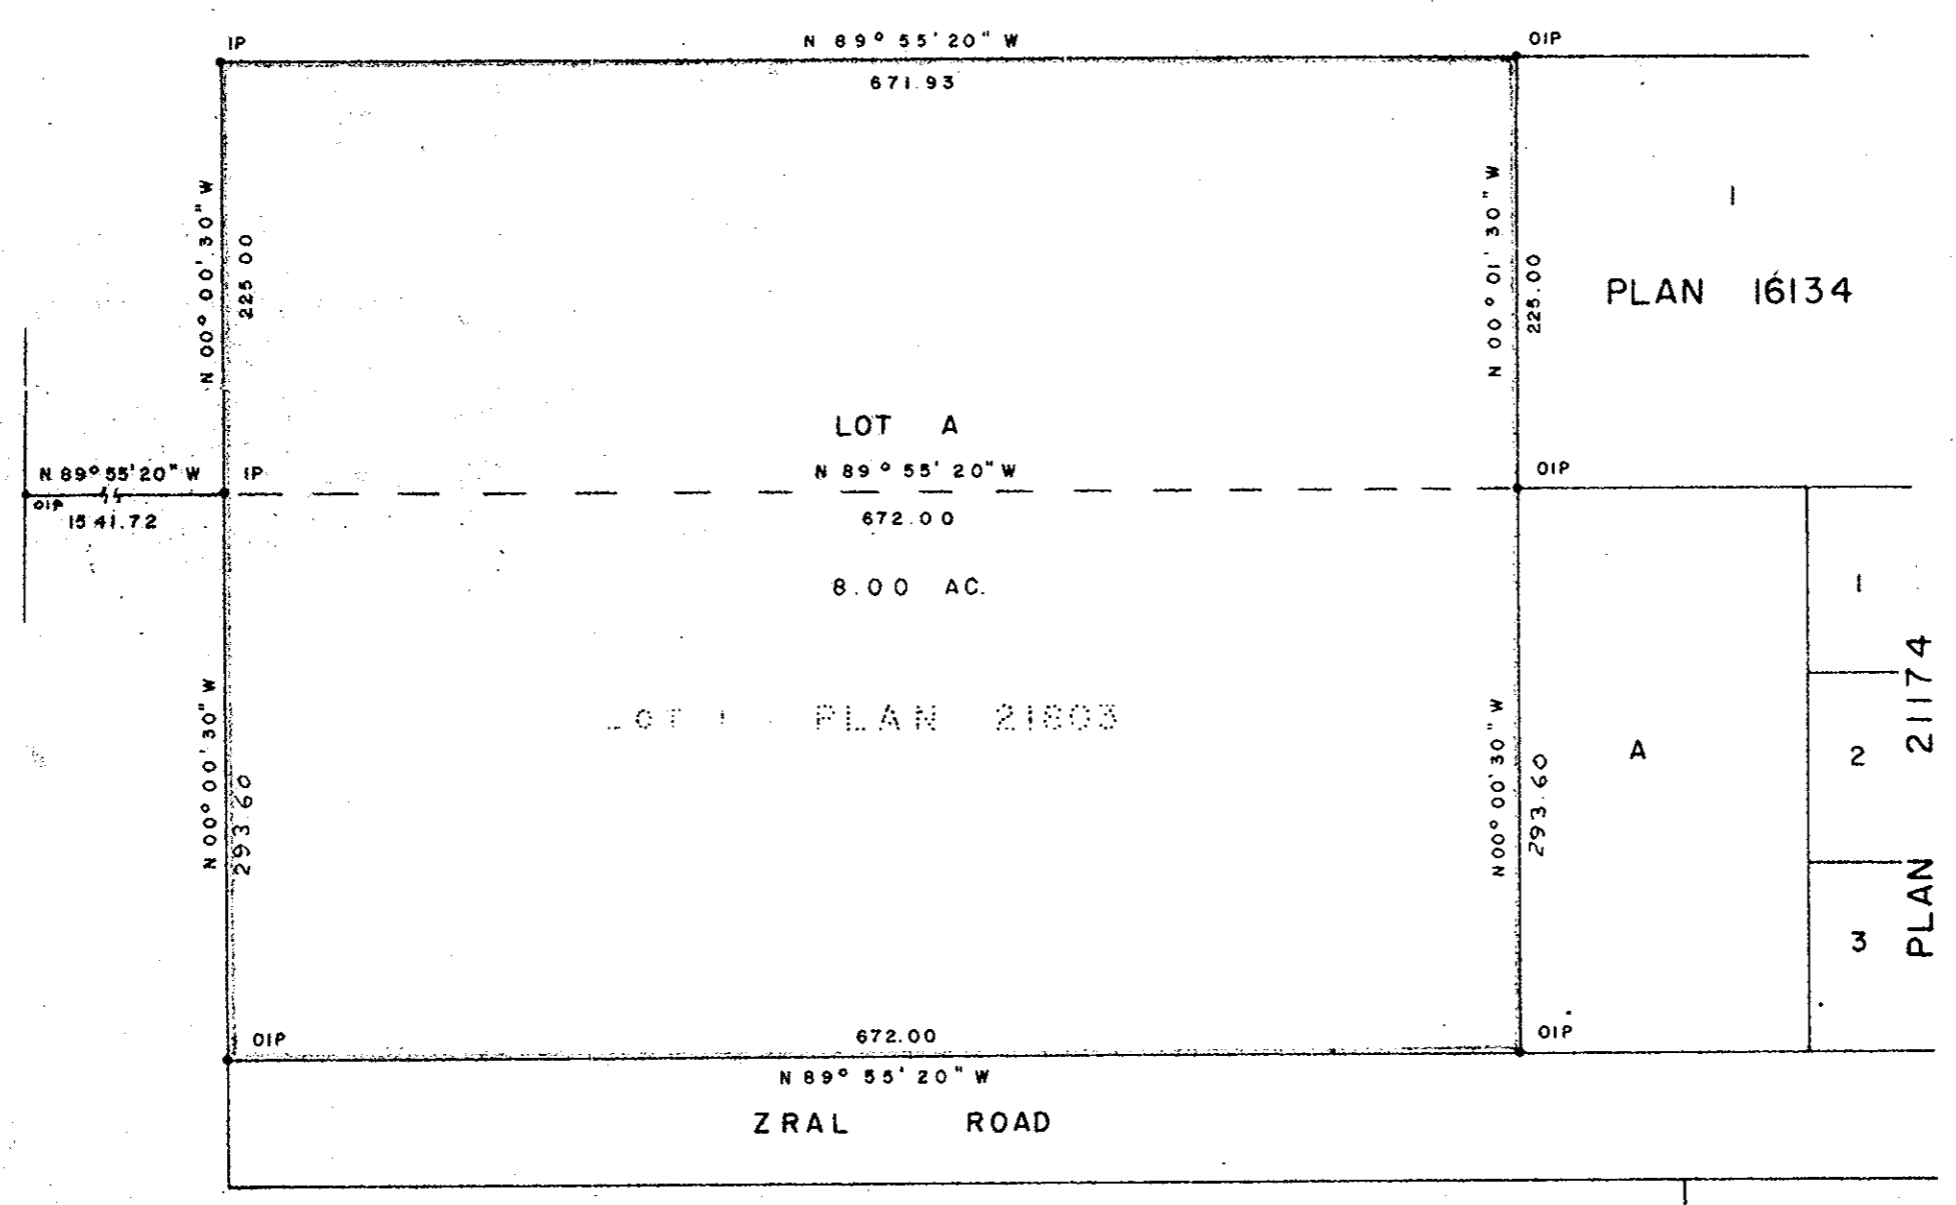 IP
N 89° 55' 20" W
OIP
671.93
N 00° 00' 30" W
225.00
N 00° 01' 30" W
225.00
1
PLAN 16134
LOT A
N 89° 55' 20" W
IP
N 89° 55' 20" W
OIP
OIP
1541.72
672.00
8.00 AC.
1
LOT 1 PLAN 21803
N 00° 00' 30" W
293.60
N 00° 00' 30" W
293.60
A
2
PLAN 21174
3
OIP
672.00
OIP
N 89° 55' 20" W
ZRAL ROAD